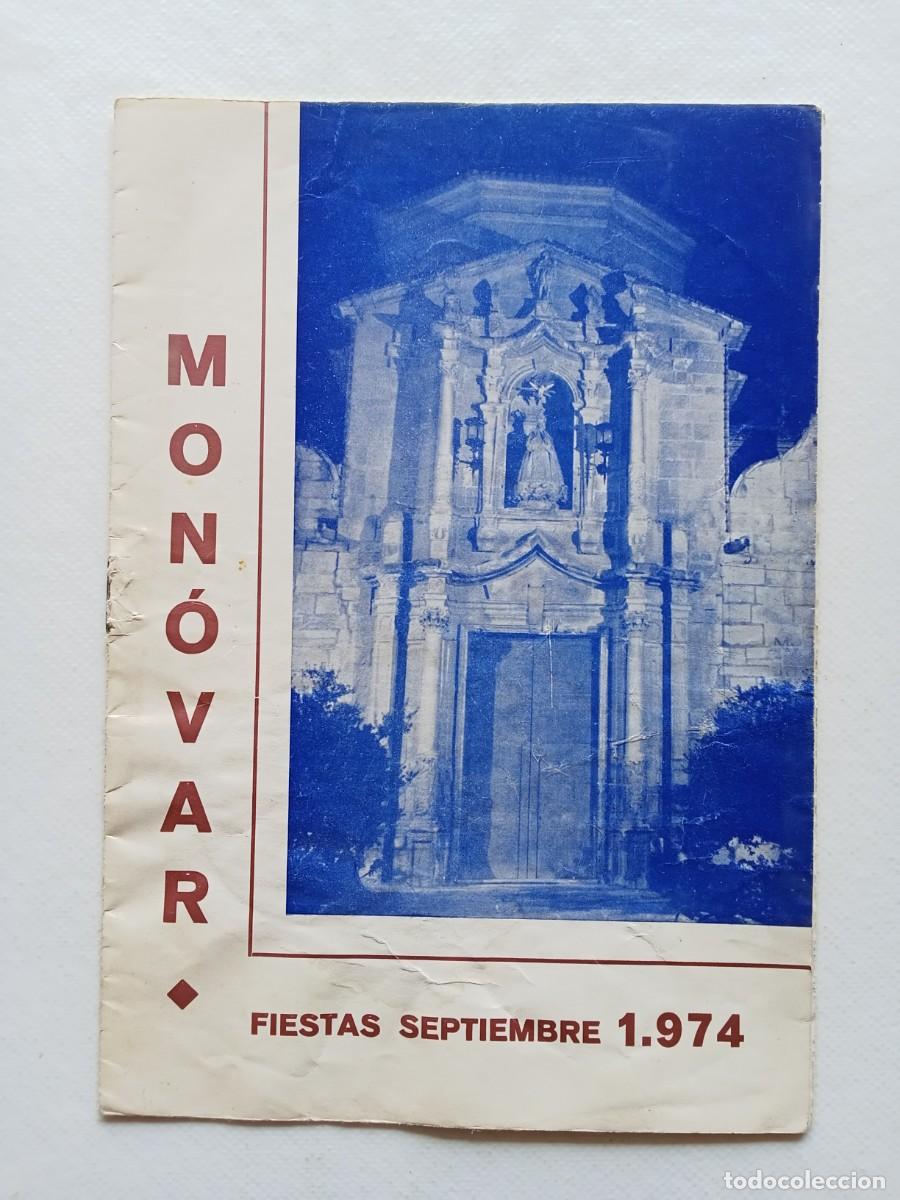 MONÓVAR
FIESTAS SEPTIEMBRE 1.974
todocoleccion